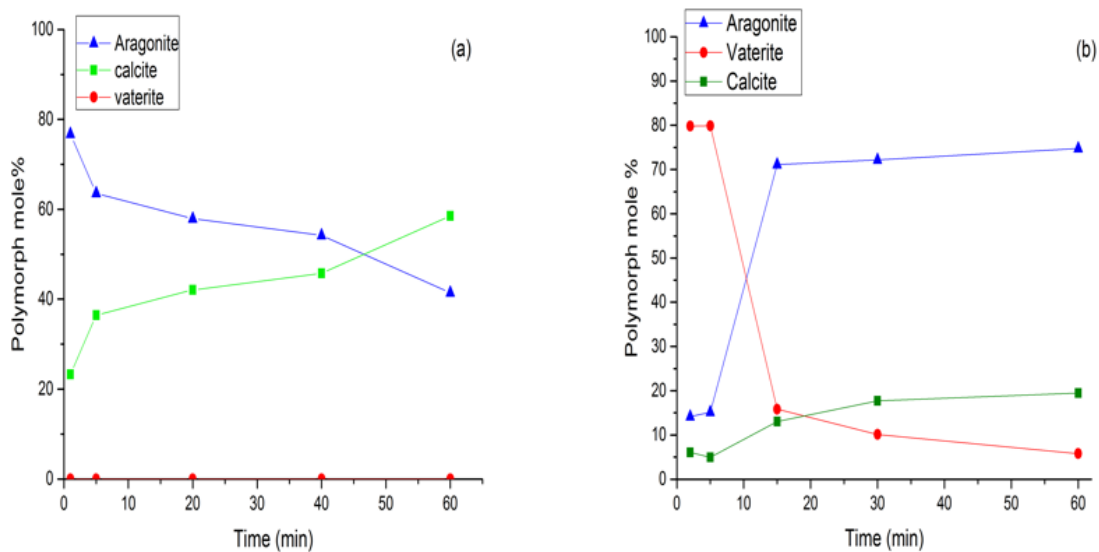 Aragonite
calcite
vaterite
(a)
100
80
60
40
20
0
Polymorph mole%
0 10 20 30 40 50 60
Time (min)
Aragonite
Vaterite
Calcite
(b)
100
90
80
70
60
50
40
30
20
10
0
Polymorph mole %
0 10 20 30 40 50 60
Time (min)